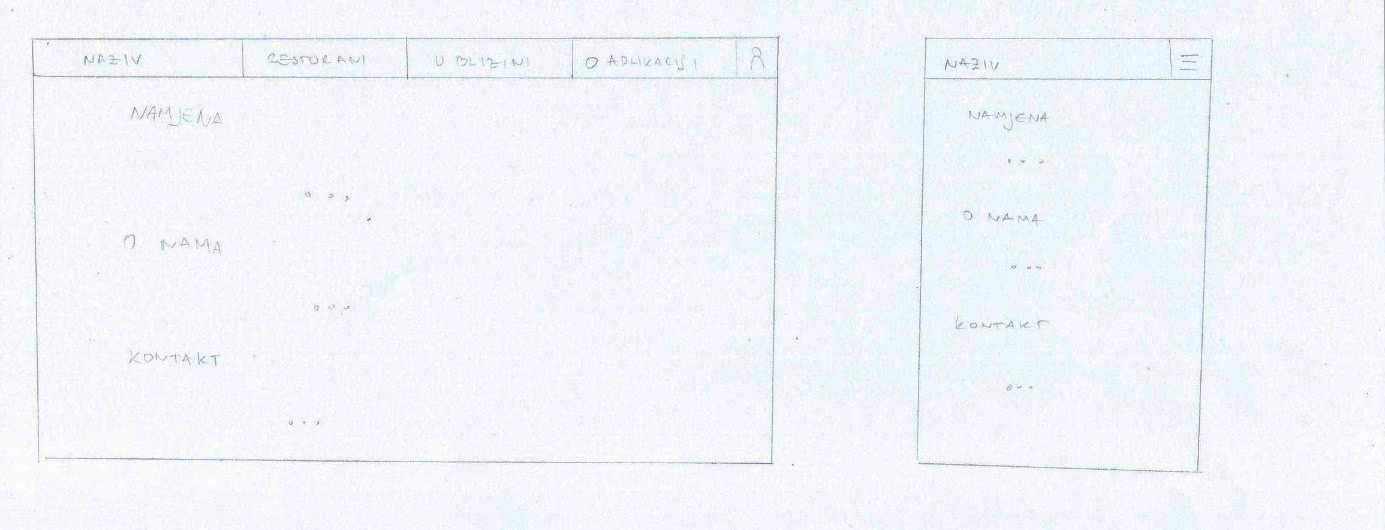 NAZIV RESTORANI U BLIZINI O APLIKACIJI
NAMJENA
...
O NAMA
...
KONTAKT
...
NAZIV
NAMJENA
...
O NAMA
...
KONTAKT
...